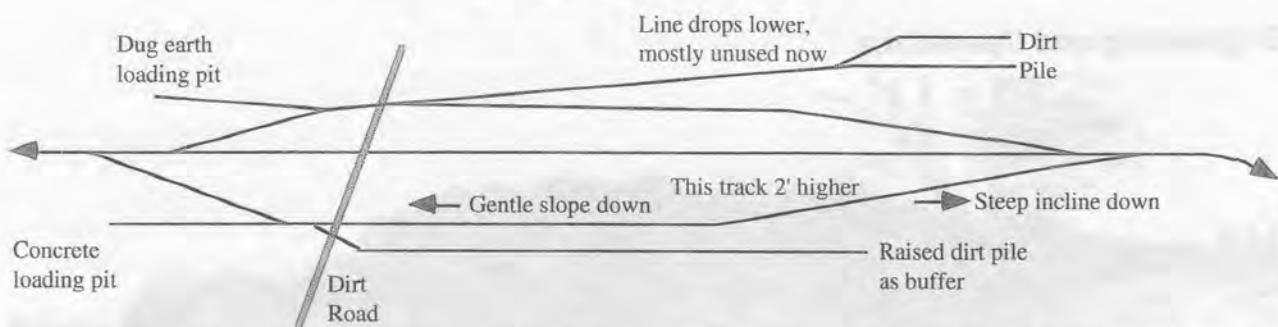 Dug earth
loading pit
Line drops lower,
mostly unused now
Dirt
Pile
This track 2' higher
Gentle slope down
Steep incline down
Concrete
loading pit
Dirt
Road
Raised dirt pile
as buffer